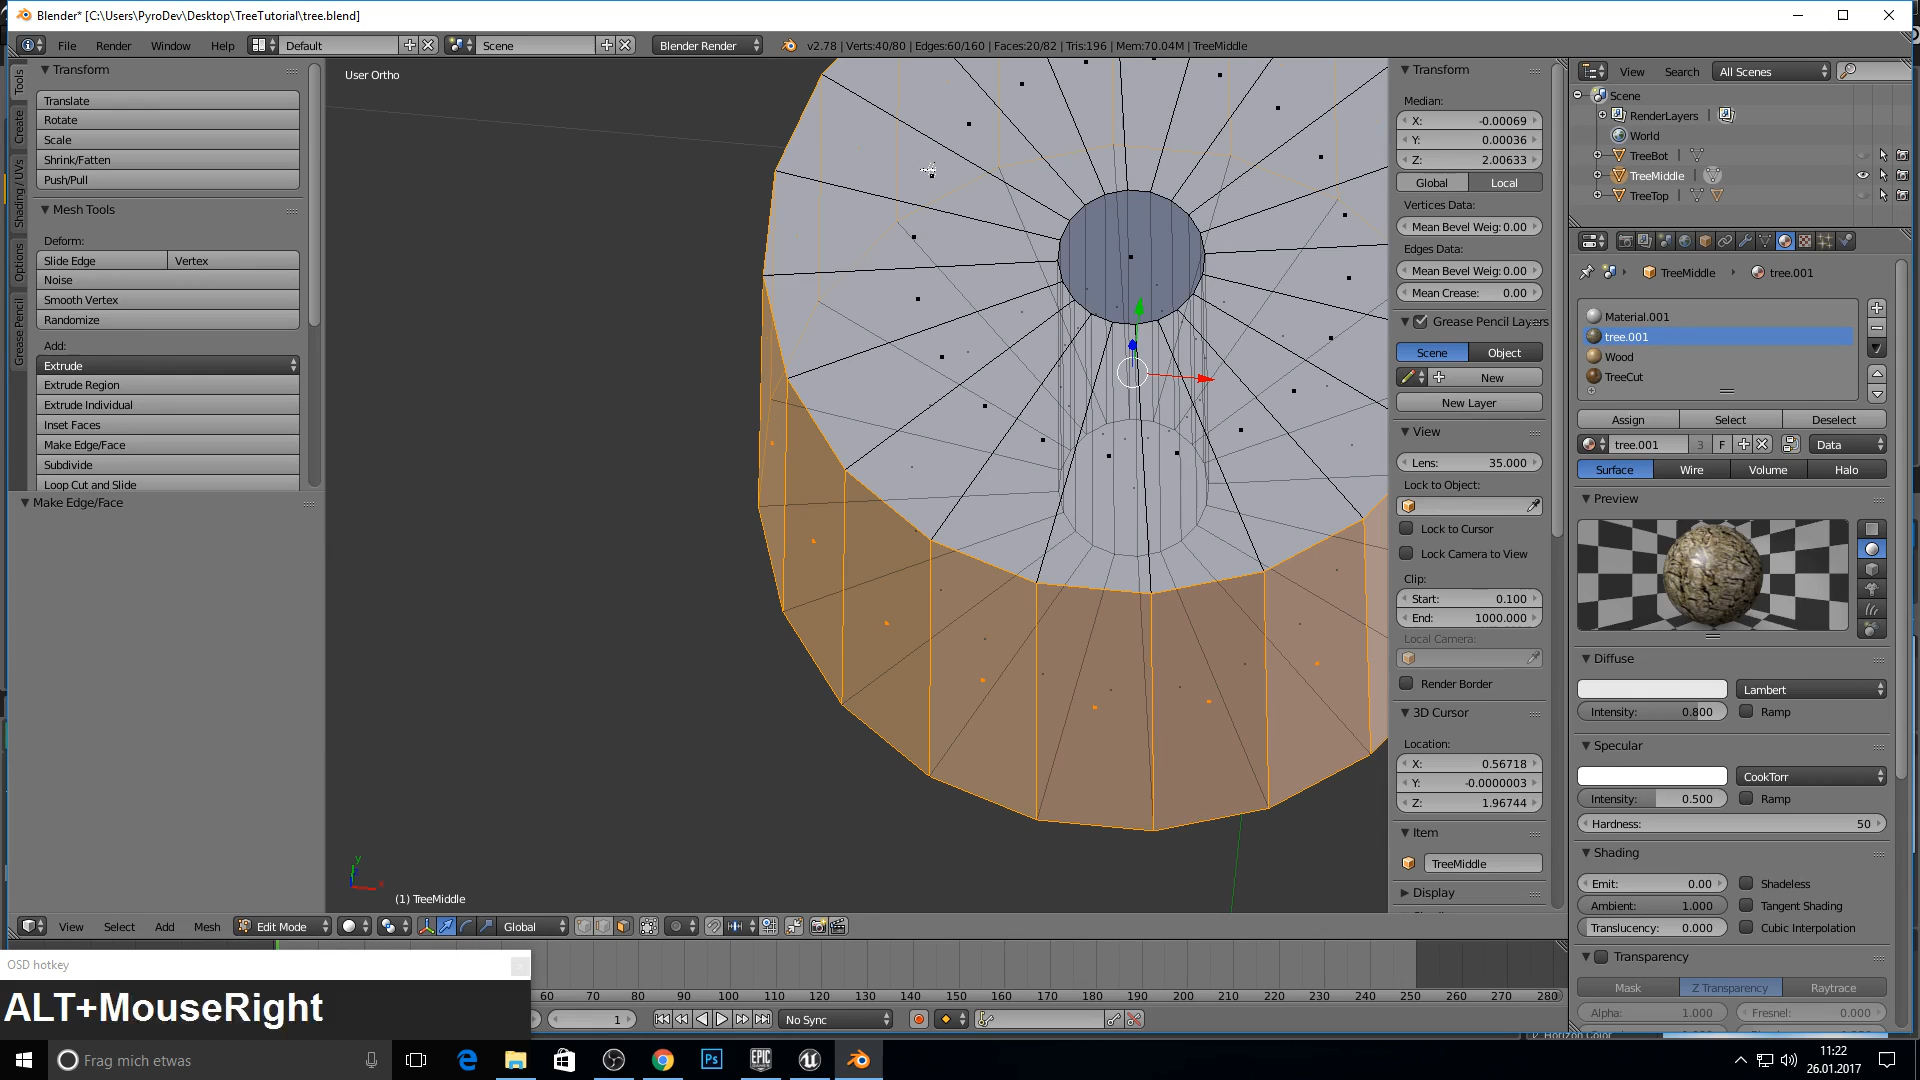 Blender* [C:\Users\PyroDev\Desktop\TreeTutorial\tree.blend]
File Render Window Help Default Scene Blender Render v2.78 | Verts:40/80 | Edges:60/160 | Faces:20/82 | Tris:196 | Mem:70.04M | TreeMiddle
Tools
Create
Shading / UVs
Options
Grease Pencil
Transform
Translate
Rotate
Scale
Shrink/Fatten
Push/Pull
Mesh Tools
Deform:
Slide Edge Vertex
Noise
Smooth Vertex
Randomize
Add:
Extrude
Extrude Region
Extrude Individual
Inset Faces
Make Edge/Face
Subdivide
Loop Cut and Slide
Make Edge/Face
User Ortho
(1) TreeMiddle
y
x
Transform
Median:
X: -0.00069
Y: 0.00036
Z: 2.00633
Global Local
Vertices Data:
Mean Bevel Weig: 0.00
Edges Data:
Mean Bevel Weig: 0.00
Mean Crease: 0.00
Grease Pencil Layers
Scene Object
New
New Layer
View
Lens: 35.000
Lock to Object:
Lock to Cursor
Lock Camera to View
Clip:
Start: 0.100
End: 1000.000
Local Camera:
Render Border
3D Cursor
Location:
X: 0.56718
Y: -0.0000003
Z: 1.96744
Item
TreeMiddle
Display
View Search All Scenes
Scene
RenderLayers
World
TreeBot
TreeMiddle
TreeTop
TreeMiddle tree.001
Material.001
tree.001
Wood
TreeCut
Assign Select Deselect
tree.001 3 F Data
Surface Wire Volume Halo
Preview
Diffuse
Lambert
Intensity: 0.800 Ramp
Specular
CookTorr
Intensity: 0.500 Ramp
Hardness: 50
Shading
Emit: 0.00 Shadeless
Ambient: 1.000 Tangent Shading
Translucency: 0.000 Cubic Interpolation
Transparency
Mask Z Transparency Raytrace
Alpha: 1.000 Fresnel: 0.000
View Select Add Mesh Edit Mode Global
60 70 80 90 100 110 120 130 140 150 160 170 180 190 200 210 220 230 240 250 260 270 280
1 No Sync
OSD hotkey
ALT+MouseRight
Horizon Color
Frag mich etwas
Ps
EPIC
GAMES
11:22
26.01.2017